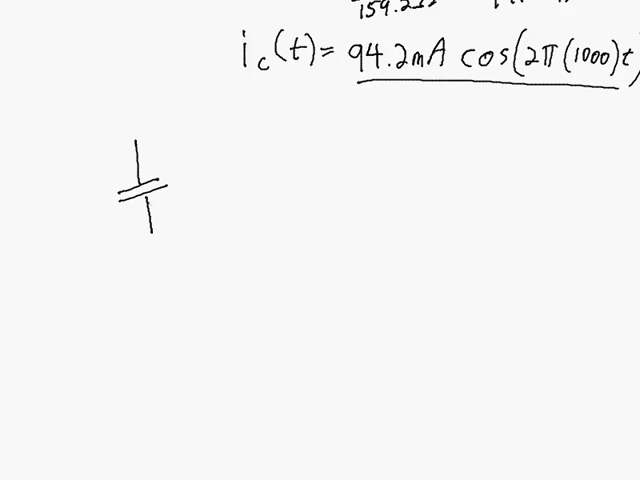 i_c(t) = 94.2mA cos(2π(1000)t)